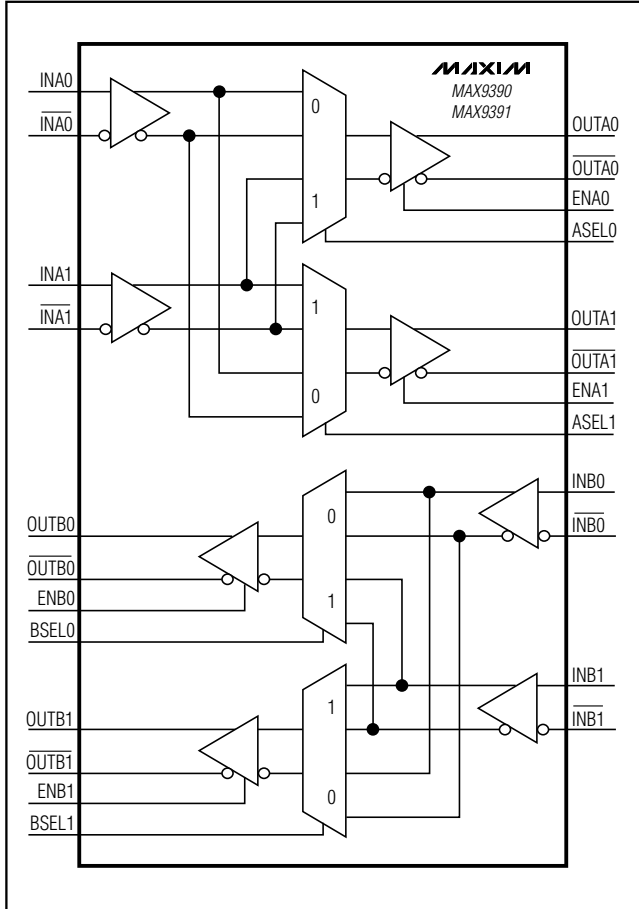 MAXIM
MAX9390
MAX9391
INA0
INA0
0
1
OUTA0
OUTA0
ENA0
ASEL0
INA1
INA1
1
0
OUTA1
OUTA1
ENA1
ASEL1
INB0
INB0
0
1
OUTB0
OUTB0
ENB0
BSEL0
INB1
INB1
1
0
OUTB1
OUTB1
ENB1
BSEL1